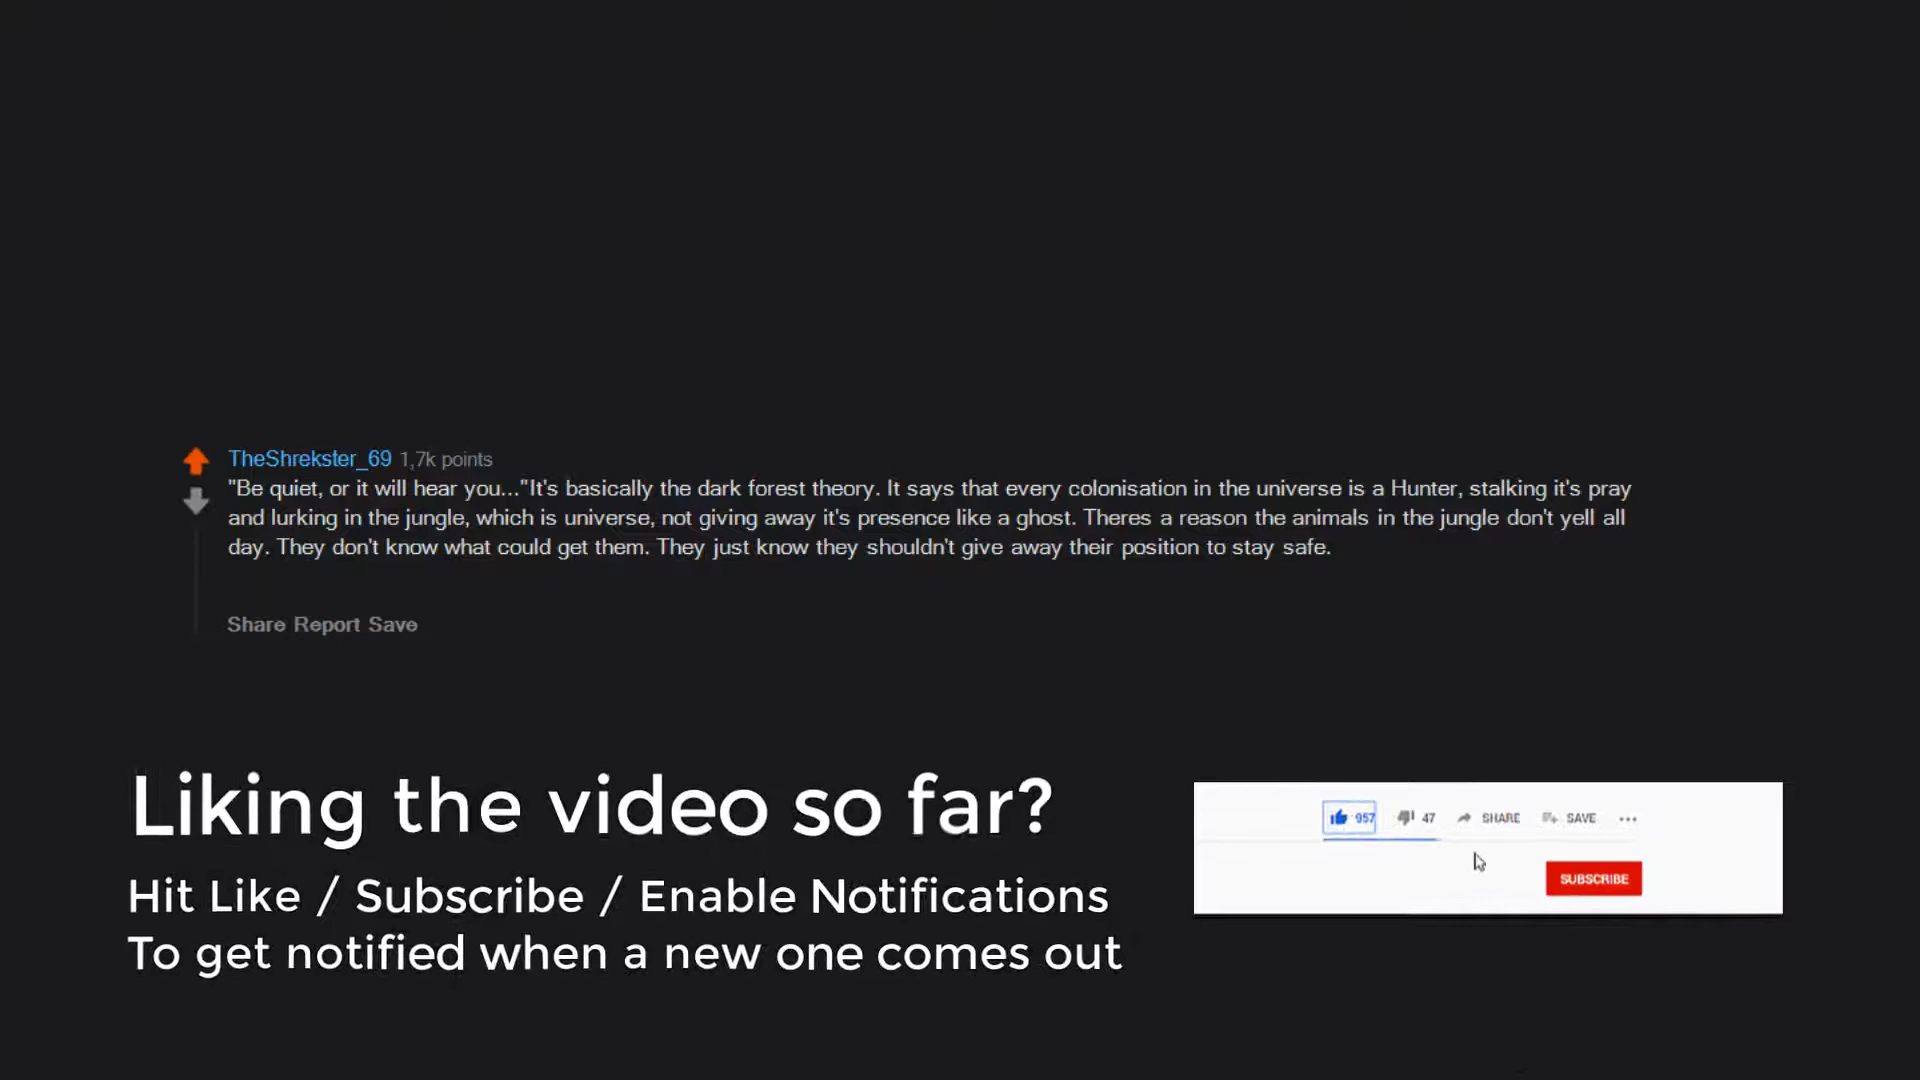 TheShrekster_69 1,7k points
"Be quiet, or it will hear you..."It's basically the dark forest theory. It says that every colonisation in the universe is a Hunter, stalking it's pray
and lurking in the jungle, which is universe, not giving away it's presence like a ghost. Theres a reason the animals in the jungle don't yell all
day. They don't know what could get them. They just know they shouldn't give away their position to stay safe.
Share Report Save
Liking the video so far?
Hit Like / Subscribe / Enable Notifications
To get notified when a new one comes out
957 47 SHARE SAVE
SUBSCRIBE